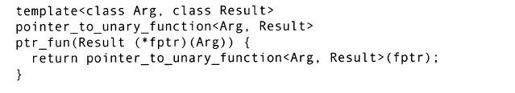 template<class Arg, class Result>
pointer_to_unary_function<Arg, Result>
ptr_fun(Result (*fptr)(Arg)) {
  return pointer_to_unary_function<Arg, Result>(fptr);
}